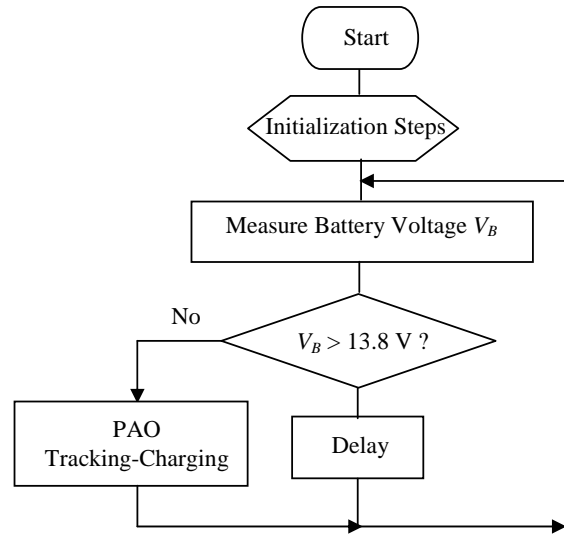 Start
Initialization Steps
Measure Battery Voltage V_B
No
V_B > 13.8 V ?
PAO
Tracking-Charging
Delay